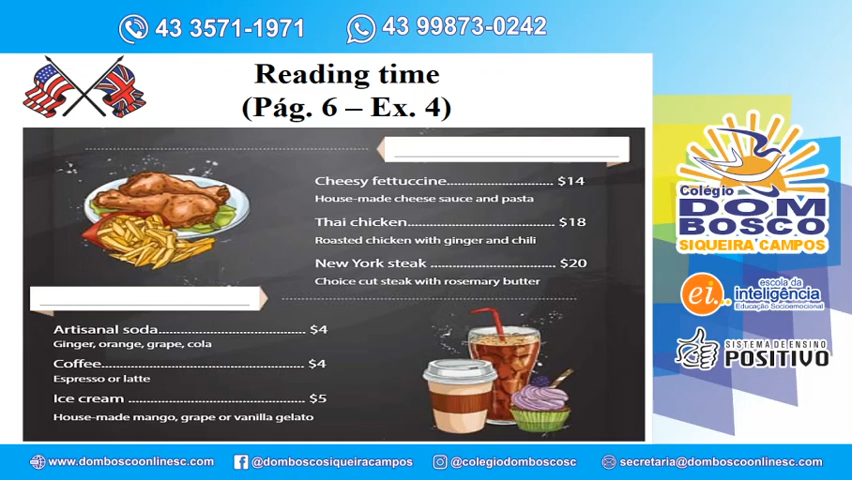 43 3571-1971
43 99873-0242
Reading time
(Pág. 6 – Ex. 4)
Cheesy fettuccine............................ $14
House-made cheese sauce and pasta
Thai chicken...................................... $18
Roasted chicken with ginger and chili
New York steak ................................. $20
Choice cut steak with rosemary butter
Artisanal soda..................................... $4
Ginger, orange, grape, cola
Coffee................................................... $4
Espresso or latte
Ice cream ............................................ $5
House-made mango, grape or vanilla gelato
Colégio
DOM
BOSCO
SIQUEIRA CAMPOS
ei...
escola da
inteligência
Educação Socioemocional
SISTEMA DE ENSINO
POSITIVO
www.domboscoonlinesc.com
@domboscosiqueiracampos
@colegiodomboscosc
secretaria@domboscoonlinesc.com